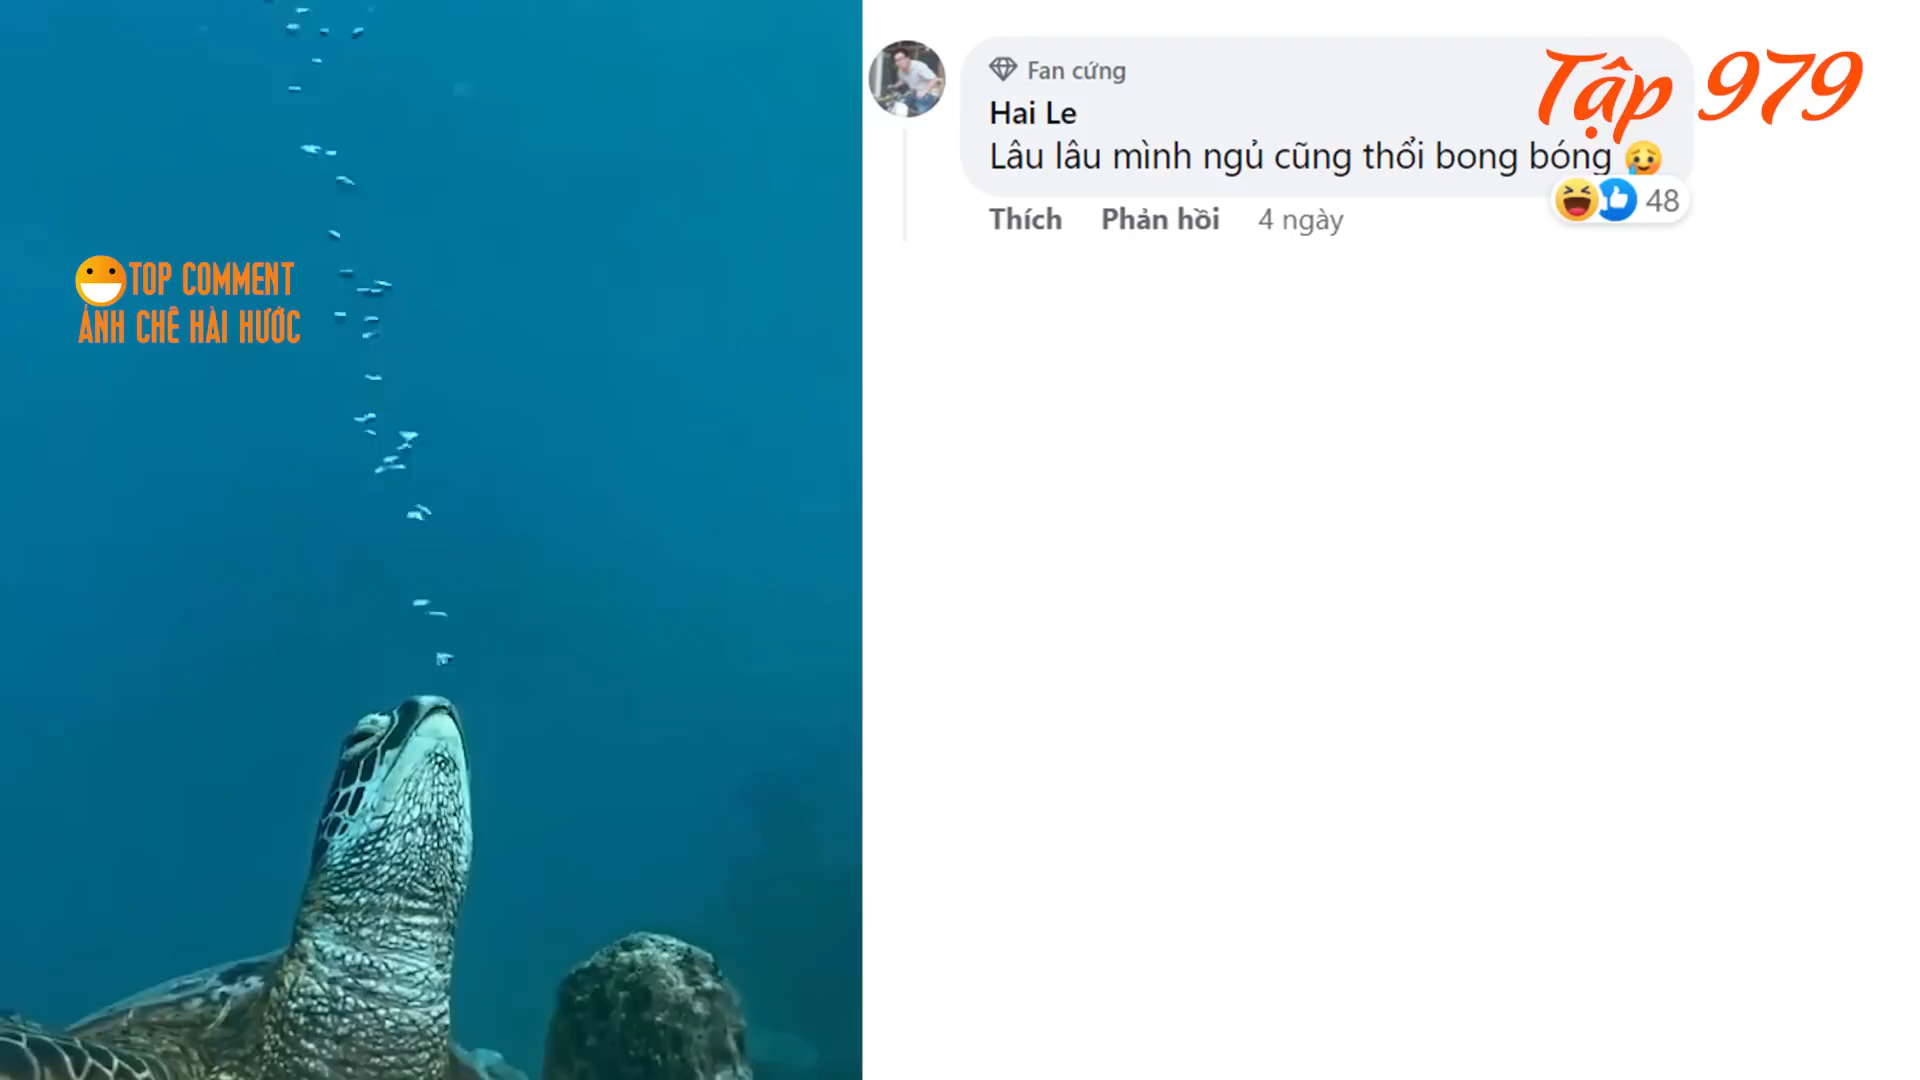 TOP COMMENT
ẢNH CHẾ HÀI HƯỚC
Fan cứng
Hai Le
Lâu lâu mình ngủ cũng thổi bong bóng 😥
48
Thích Phản hồi 4 ngày
Tập 979